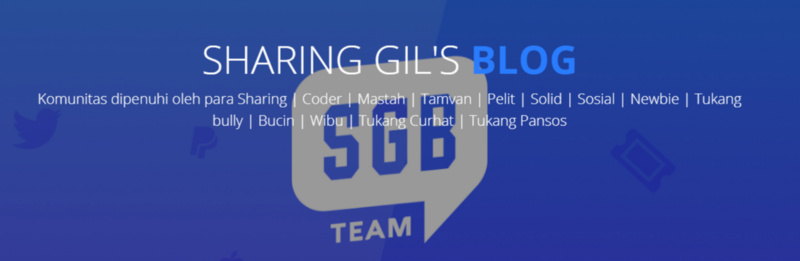 SHARING GIL'S BLOG
Komunitas dipenuhi oleh para Sharing | Coder | Mastah | Tamvan | Pelit | Solid | Sosial | Newbie | Tukang
bully | Bucin | Wibu | Tukang Curhat | Tukang Pansos
SGB
TEAM